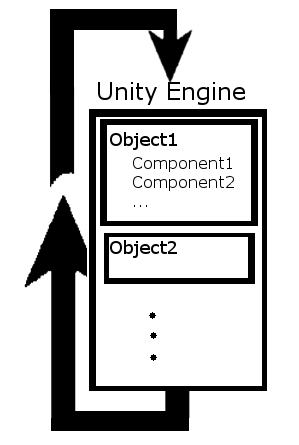 Unity Engine
Object1
Component1
Component2
...
Object2